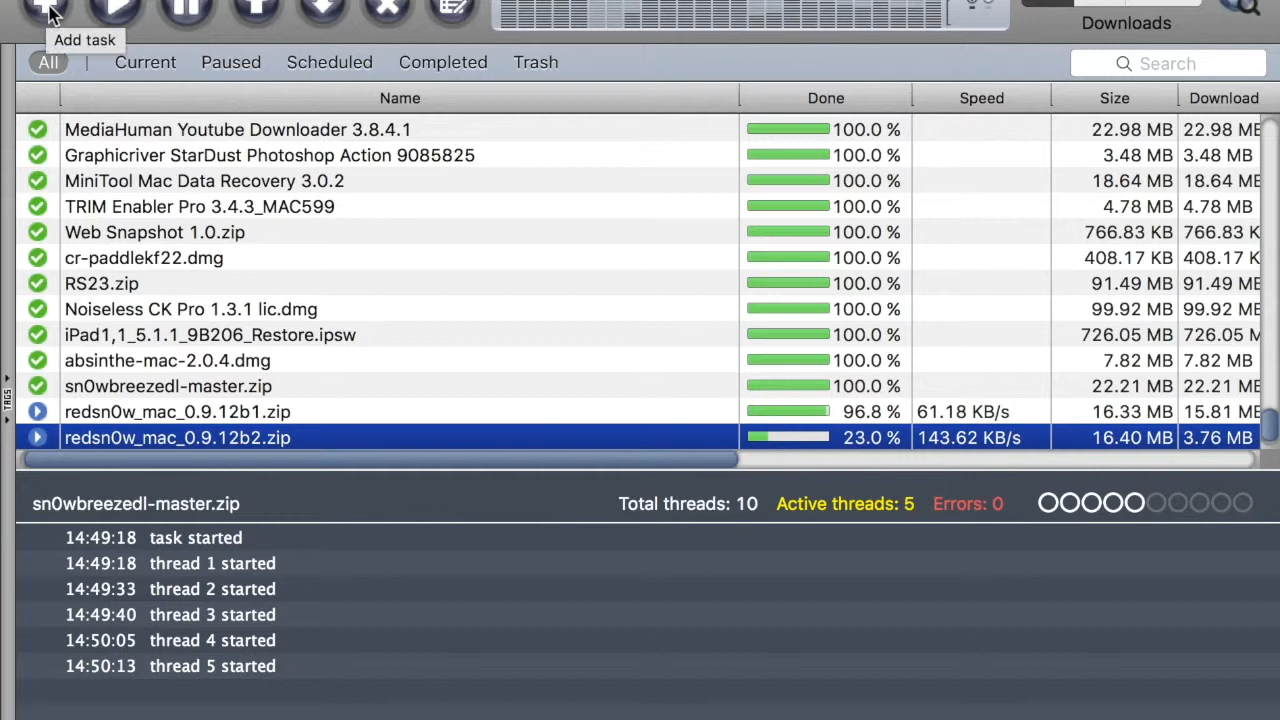 Downloads
Add task
All | Current Paused Scheduled Completed Trash Search
Name Done Speed Size Download
MediaHuman Youtube Downloader 3.8.4.1 100.0 % 22.98 MB 22.98 ME
Graphicriver StarDust Photoshop Action 9085825 100.0 % 3.48 MB 3.48 MB
MiniTool Mac Data Recovery 3.0.2 100.0 % 18.64 MB 18.64 ME
TRIM Enabler Pro 3.4.3_MAC599 100.0 % 4.78 MB 4.78 MB
Web Snapshot 1.0.zip 100.0 % 766.83 KB 766.83 K
cr-paddlekf22.dmg 100.0 % 408.17 KB 408.17 K
RS23.zip 100.0 % 91.49 MB 91.49 ME
Noiseless CK Pro 1.3.1 lic.dmg 100.0 % 99.92 MB 99.92 ME
iPad1,1_5.1.1_9B206_Restore.ipsw 100.0 % 726.05 MB 726.05 M
absinthe-mac-2.0.4.dmg 100.0 % 7.82 MB 7.82 MB
sn0wbreezedl-master.zip 100.0 % 22.21 MB 22.21 ME
redsn0w_mac_0.9.12b1.zip 96.8 % 61.18 KB/s 16.33 MB 15.81 ME
redsn0w_mac_0.9.12b2.zip 23.0 % 143.62 KB/s 16.40 MB 3.76 MB
TAGS
sn0wbreezedl-master.zip Total threads: 10 Active threads: 5 Errors: 0
14:49:18 task started
14:49:18 thread 1 started
14:49:33 thread 2 started
14:49:40 thread 3 started
14:50:05 thread 4 started
14:50:13 thread 5 started